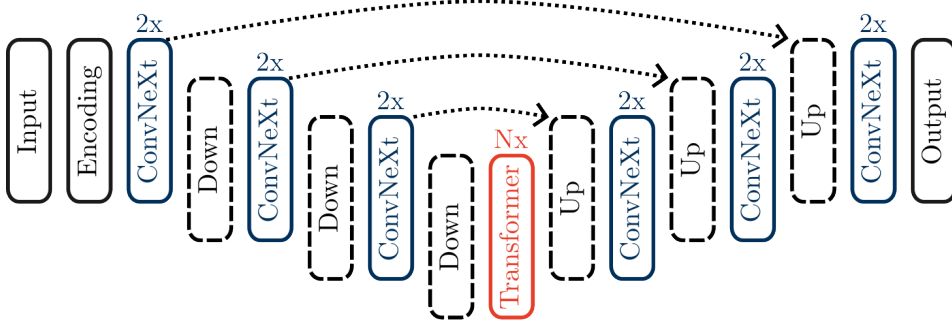 Input
Encoding
2x
ConvNeXt
Down
2x
ConvNeXt
Down
2x
ConvNeXt
Down
Nx
Transformer
Up
2x
ConvNeXt
Up
2x
ConvNeXt
Up
2x
ConvNeXt
Output